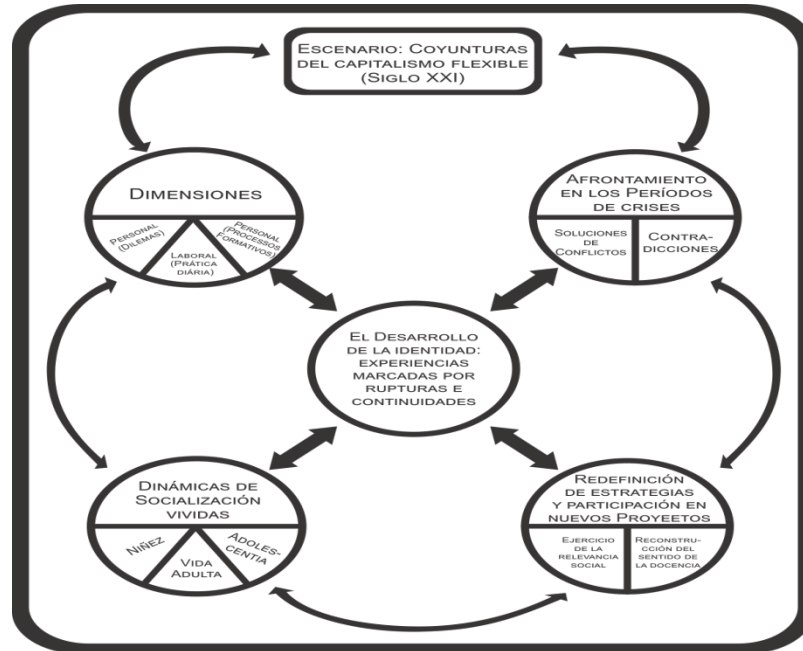 ESCENARIO: COYUNTURAS
DEL CAPITALISMO FLEXIBLE
(SIGLO XXI)
DIMENSIONES
PERSONAL
(DILEMAS)
LABORAL
(PRÁTICA
DIÁRIA)
PERSONAL
(PROCESSOS
FORMATIVOS)
AFRONTAMIENTO
EN LOS PERÍODOS
DE CRISES
SOLUCIONES
DE
CONFLICTOS
CONTRA-
DICCIONES
EL DESARROLLO
DE LA IDENTIDAD:
EXPERIENCIAS
MARCADAS POR
RUPTURAS E
CONTINUIDADES
DINÁMICAS DE
SOCIALIZACIÓN
VIVIDAS
NIÑEZ
VIDA
ADULTA
ADOLES-
CENTIA
REDEFINICIÓN
DE ESTRATEGIAS
Y PARTICIPACIÓN EN
NUEVOS PROYEETOS
EJERCICIO
DE LA
RELEVANCIA
SOCIAL
RECONSTRU-
CCIÓN DEL
SENTIDO DE
LA DOCENCIA